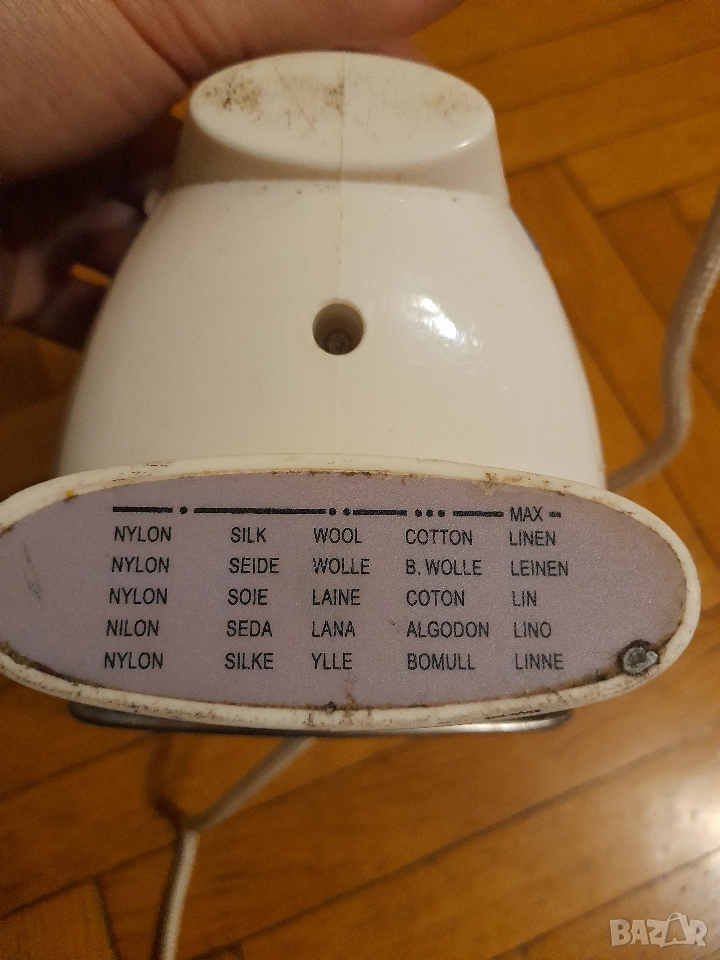 MAX
NYLON SILK WOOL COTTON LINEN
NYLON SEIDE WOLLE B. WOLLE LEINEN
NYLON SOIE LAINE COTON LIN
NILON SEDA LANA ALGODON LINO
NYLON SILKE YLLE BOMULL LINNE
BAZAR